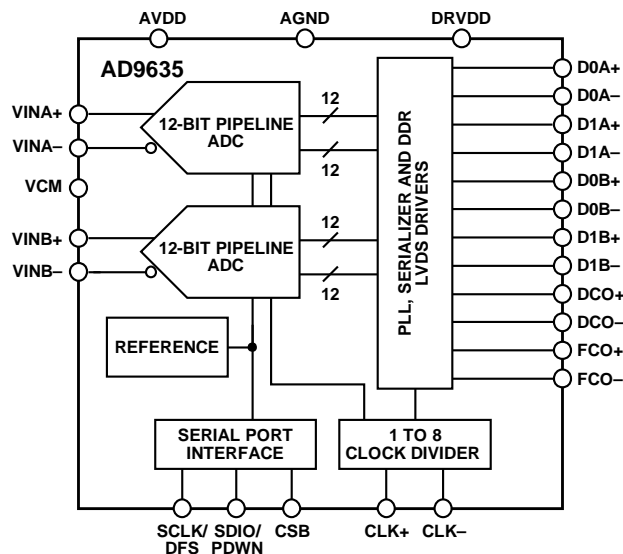 AVDD
AGND
DRVDD
AD9635
VINA+
VINA–
VCM
VINB+
VINB–
12-BIT PIPELINE
ADC
12
12
12-BIT PIPELINE
ADC
12
12
PLL, SERIALIZER AND DDR
LVDS DRIVERS
D0A+
D0A–
D1A+
D1A–
D0B+
D0B–
D1B+
D1B–
DCO+
DCO–
FCO+
FCO–
REFERENCE
SERIAL PORT
INTERFACE
1 TO 8
CLOCK DIVIDER
SCLK/
DFS
SDIO/
PDWN
CSB
CLK+
CLK–